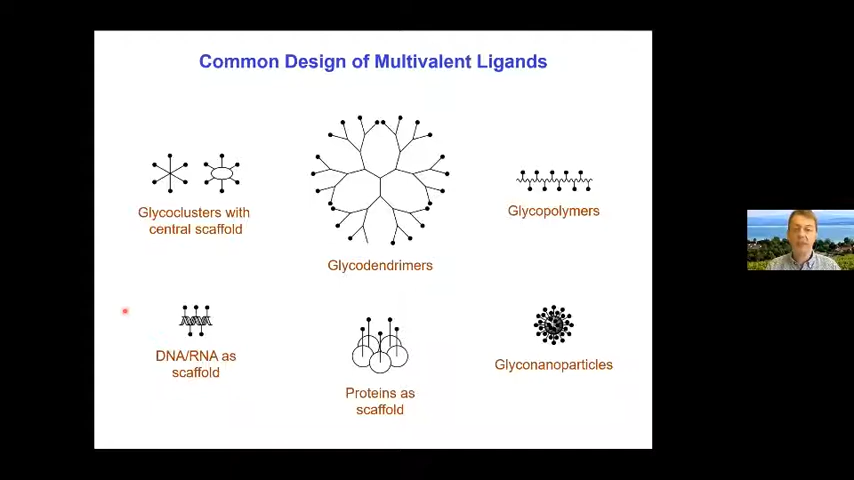 Common Design of Multivalent Ligands
Glycoclusters with
central scaffold
Glycodendrimers
Glycopolymers
DNA/RNA as
scaffold
Proteins as
scaffold
Glyconanoparticles